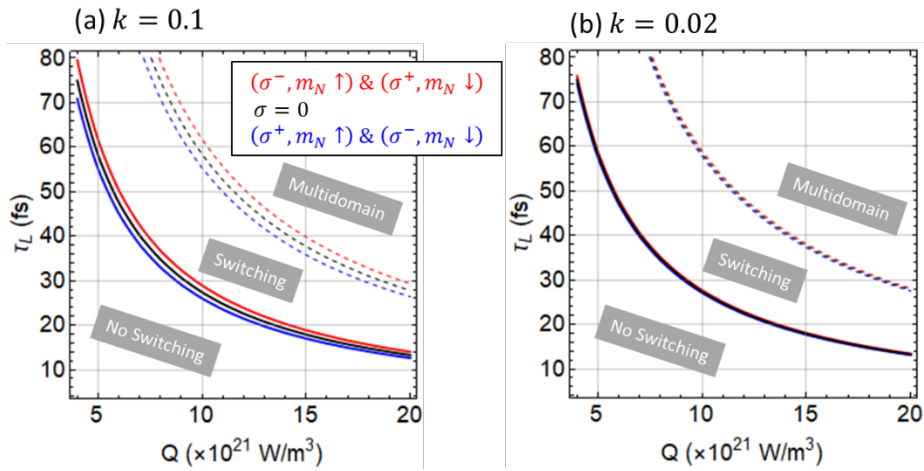 (a) k = 0.1
80
70
60
50
40
30
20
10
τL (fs)
(σ⁻, mN ↑) & (σ⁺, mN ↓)
σ = 0
(σ⁺, mN ↑) & (σ⁻, mN ↓)
Multidomain
Switching
No Switching
5 10 15 20
Q (×10²¹ W/m³)
(b) k = 0.02
80
70
60
50
40
30
20
10
τL (fs)
Multidomain
Switching
No Switching
5 10 15 20
Q (×10²¹ W/m³)